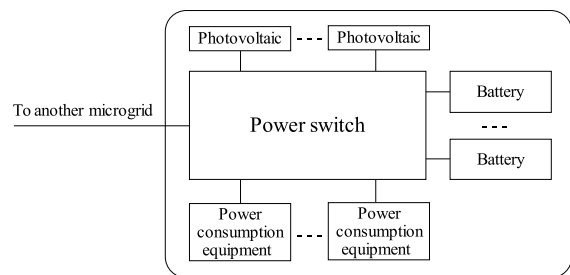 Photovoltaic
Photovoltaic
To another microgrid
Power switch
Battery
Battery
Power
consumption
equipment
Power
consumption
equipment